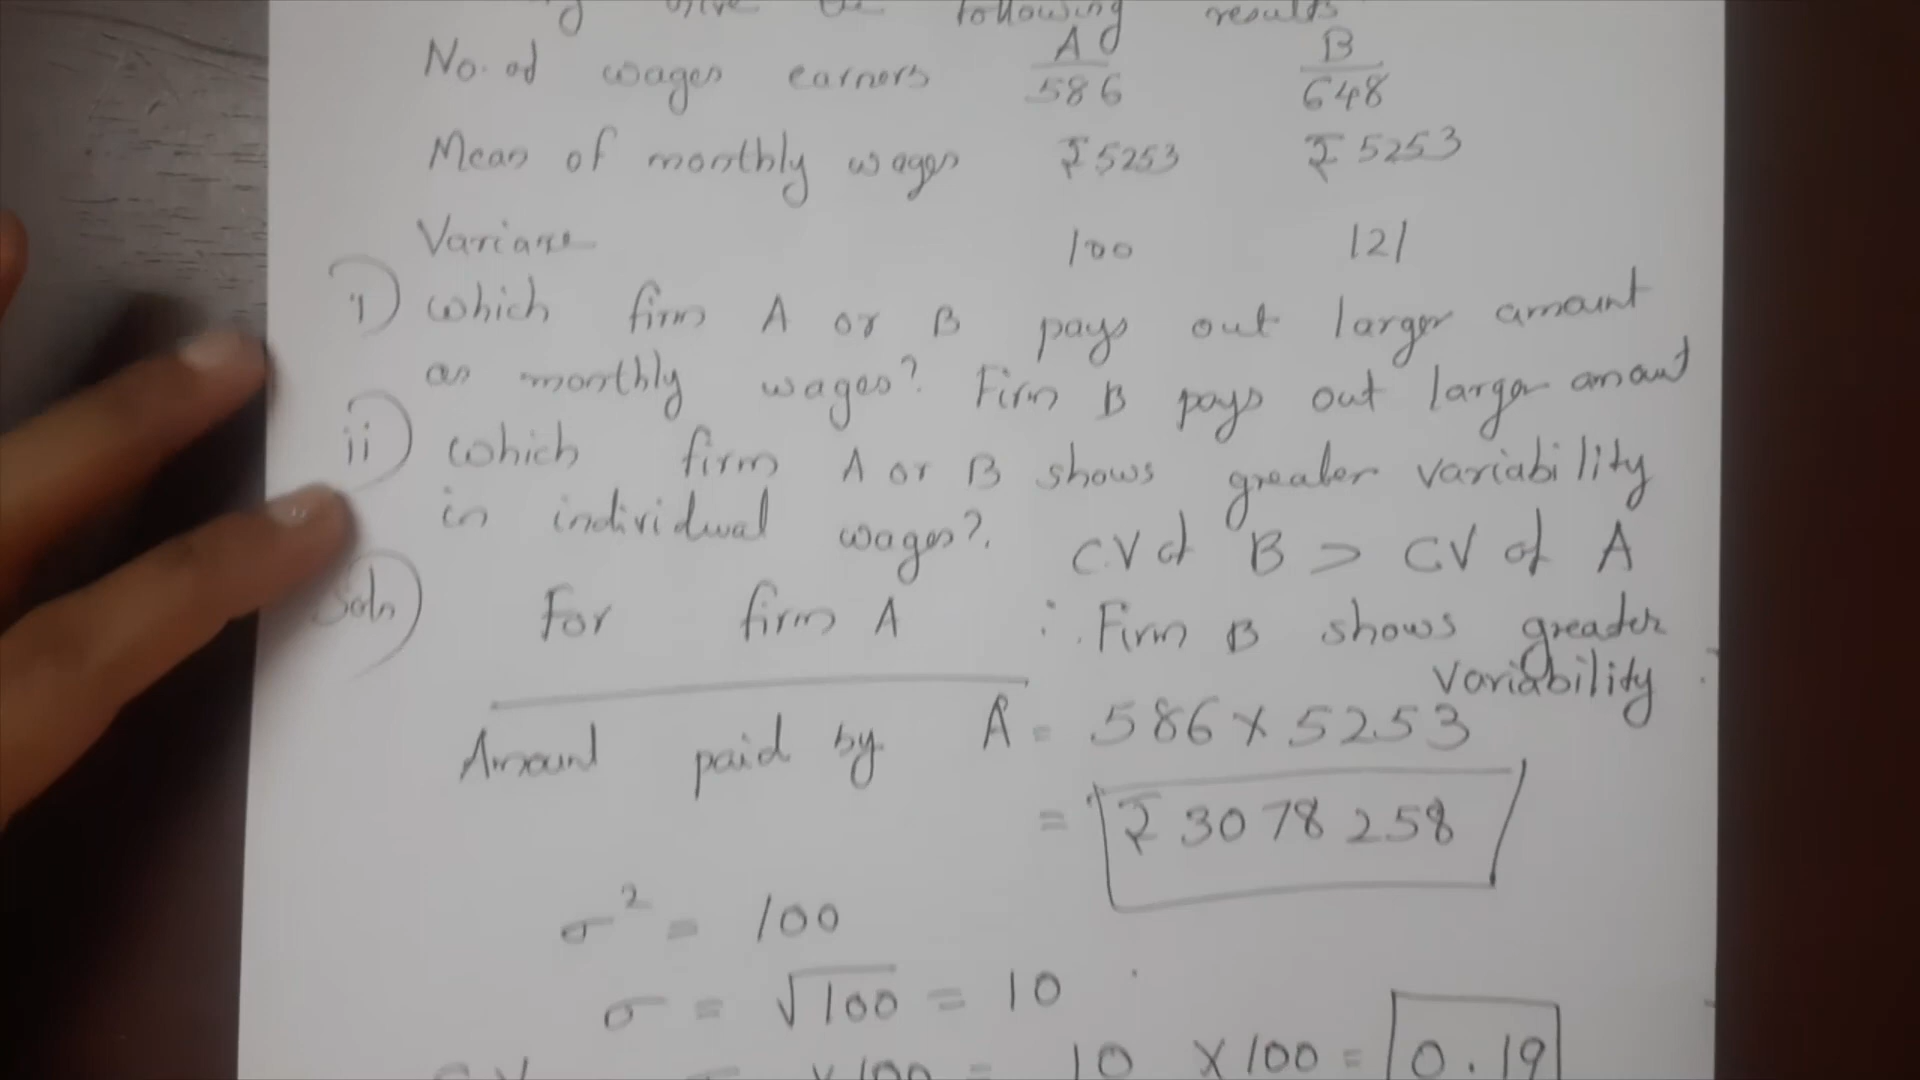 following results
A B
No. of wages earners 586 648
Mean of monthly wages ₹5253 ₹5253
Variance 100 121
i) which firm A or B pays out larger amount
as monthly wages? Firm B pays out larger amount
ii) which firm A or B shows greater variability
in individual wages?. C.V of B > CV of A
Soln) For firm A ∴ Firm B shows greater
variability.
Amount paid by A = 586 × 5253
= ₹ 3078258
σ² = 100
σ = √100 = 10
× 100 = 10 × 100 = 0.19